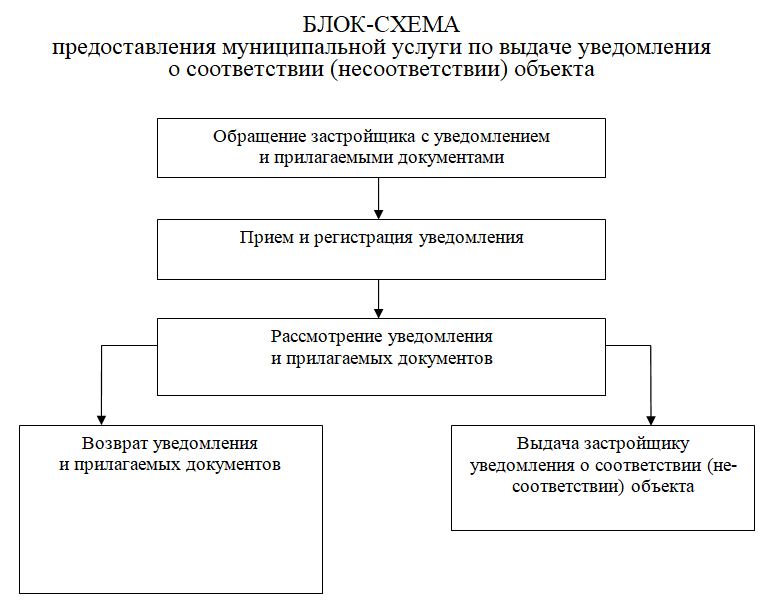 БЛОК-СХЕМА
предоставления муниципальной услуги по выдаче уведомления
о соответствии (несоответствии) объекта
Обращение застройщика с уведомлением
и прилагаемыми документами
Прием и регистрация уведомления
Рассмотрение уведомления
и прилагаемых документов
Возврат уведомления
и прилагаемых документов
Выдача застройщику
уведомления о соответствии (не-
соответствии) объекта